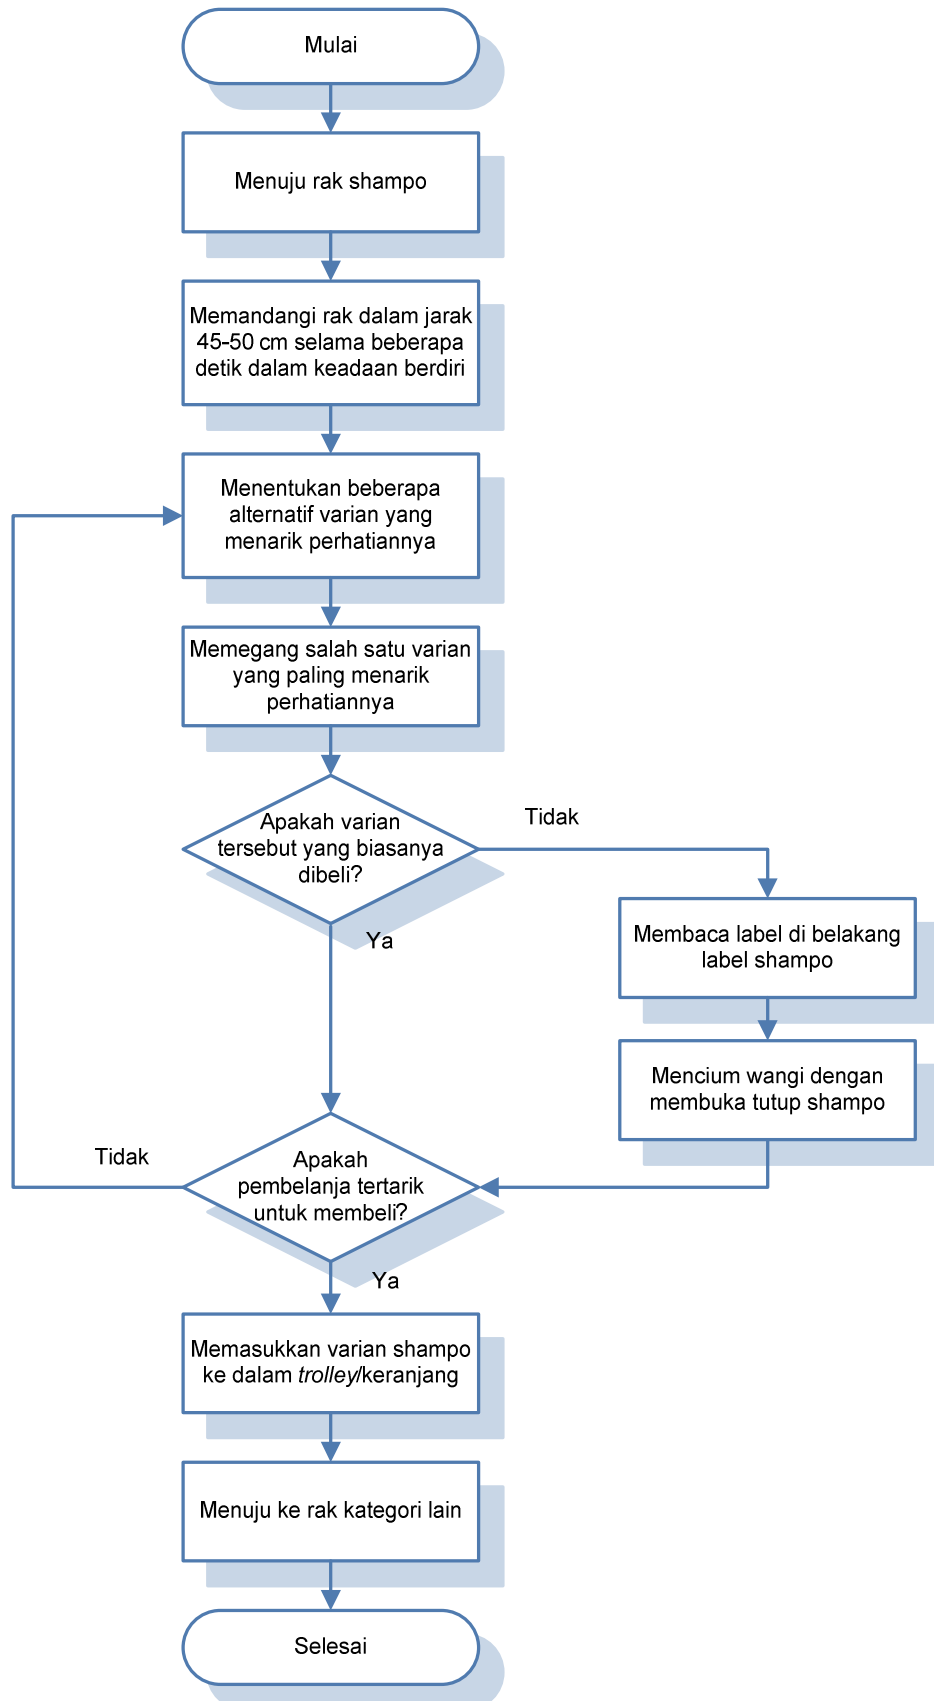 Mulai
Menuju rak shampo
Memandangi rak dalam jarak
45-50 cm selama beberapa
detik dalam keadaan berdiri
Menentukan beberapa
alternatif varian yang
menarik perhatiannya
Memegang salah satu varian
yang paling menarik
perhatiannya
Apakah varian
tersebut yang biasanya
dibeli?
Tidak
Ya
Membaca label di belakang
label shampo
Mencium wangi dengan
membuka tutup shampo
Tidak
Apakah
pembelanja tertarik
untuk membeli?
Ya
Memasukkan varian shampo
ke dalam trolley/keranjang
Menuju ke rak kategori lain
Selesai